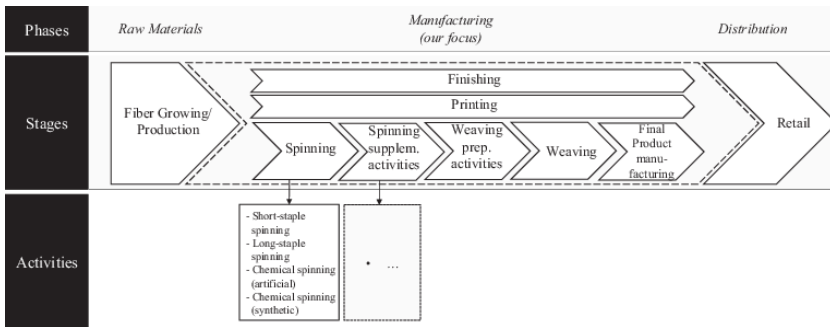 Phases
Raw Materials
Manufacturing
(our focus)
Distribution
Stages
Fiber Growing/
Production
Finishing
Printing
Spinning
Spinning
supplem.
activities
Weaving
prep.
activities
Weaving
Final
Product
manu-
facturing
Retail
Activities
- Short-staple
spinning
- Long-staple
spinning
- Chemical spinning
(artificial)
- Chemical spinning
(synthetic)
• ...